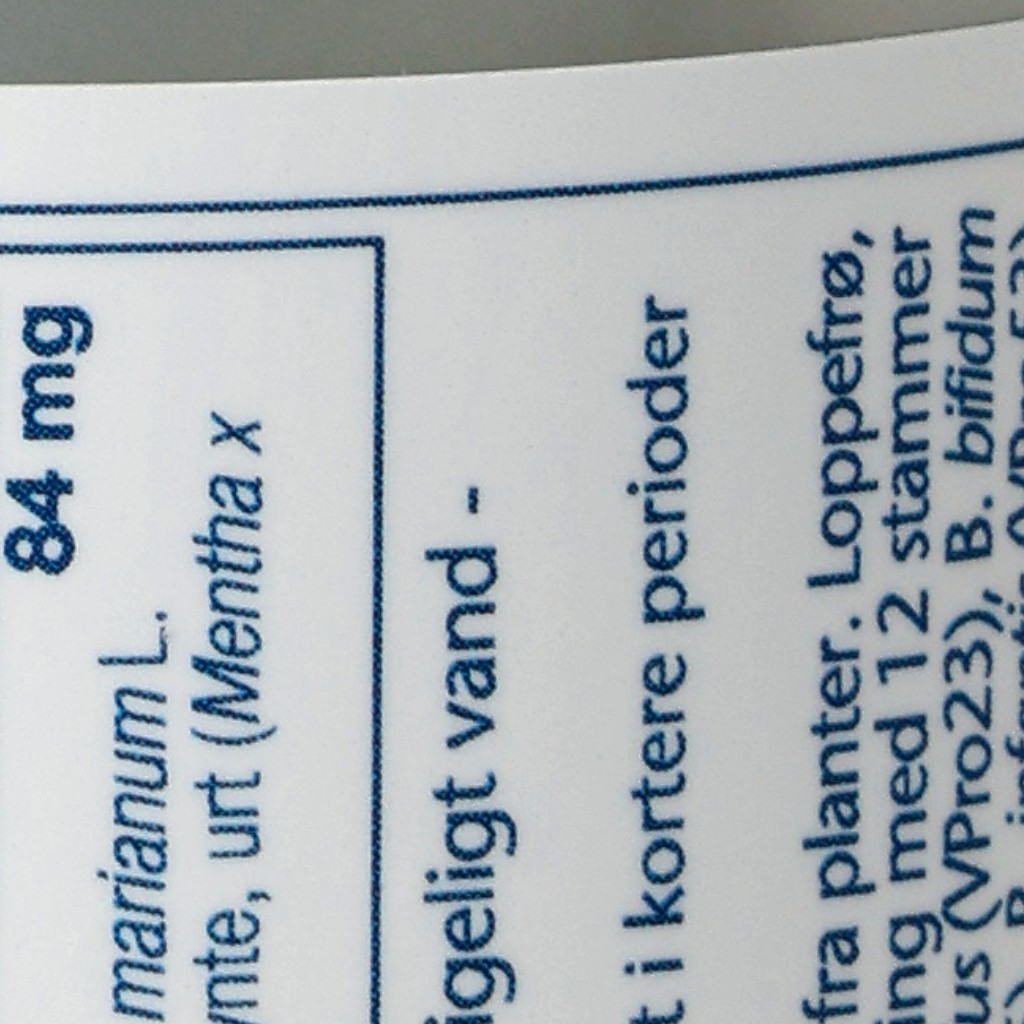 84 mg
marianum L.
ynte, urt (Mentha x
igeligt vand -
t i kortere perioder
fra planter. Loppefrø,
ing med 12 stammer
us (VPro23), B. bifidum